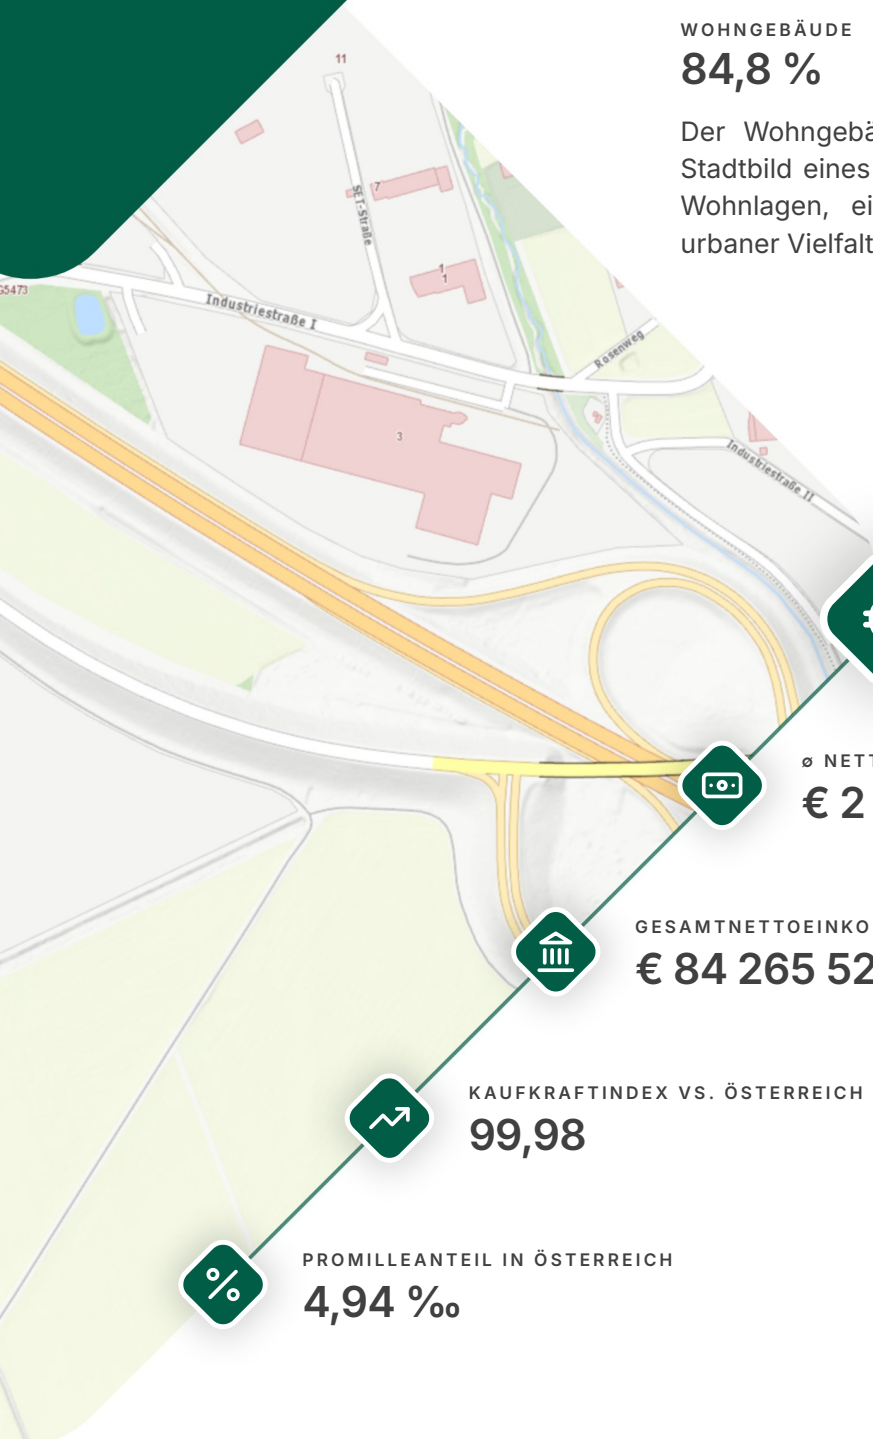 WOHNGEBÄUDE
84,8 %
Der Wohngebä
Stadtbild eines
Wohnlagen, ei
urbaner Vielfalt
11
7
SET-Straße
1
1
G5473
Industriestraße I
Rosenweg
3
Industriestraße II
ø NETT
€ 2
GESAMTNETTOEINKO
€ 84 265 52
KAUFKRAFTINDEX VS. ÖSTERREICH
99,98
PROMILLEANTEIL IN ÖSTERREICH
4,94 ‰